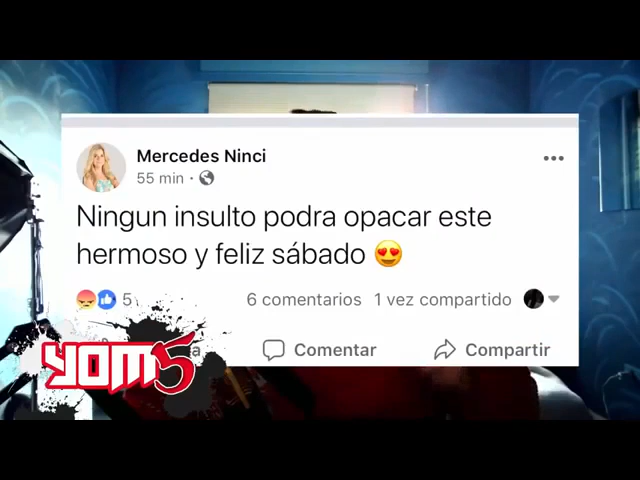 Mercedes Ninci
55 min
Ningun insulto podra opacar este
hermoso y feliz sábado
5
6 comentarios 1 vez compartido
Comentar Compartir
YOM5